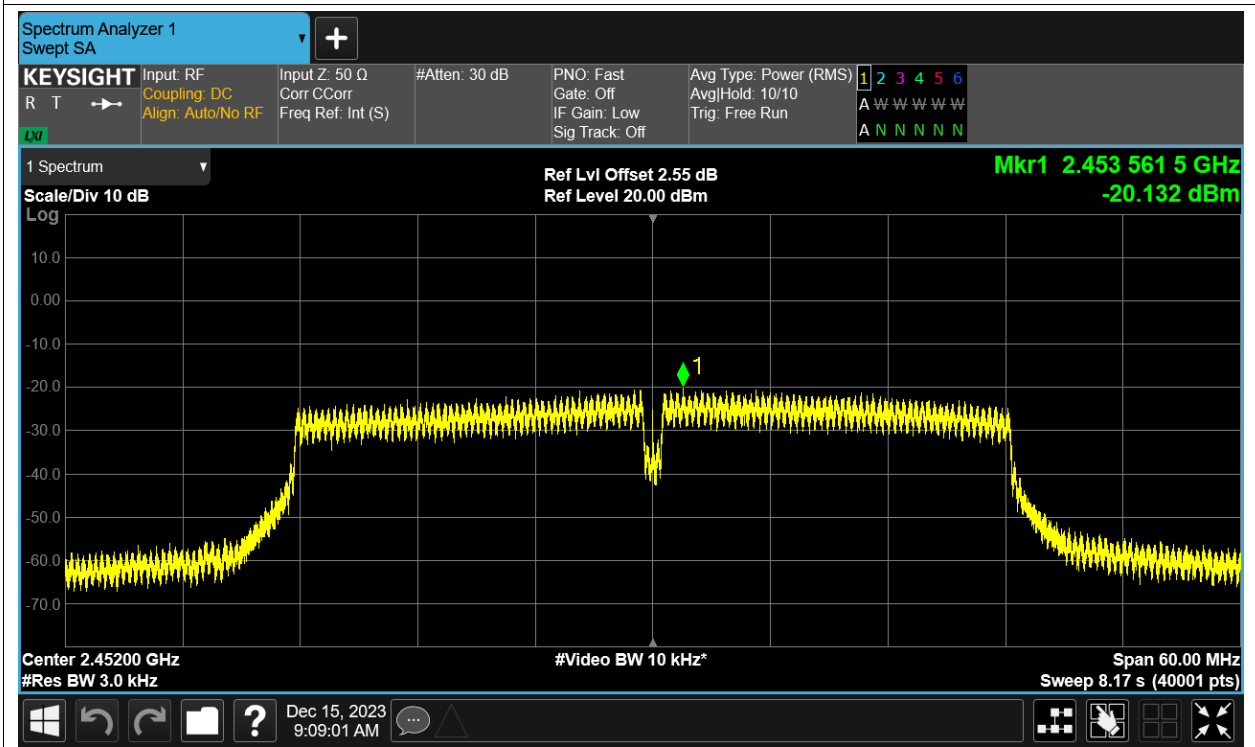 Spectrum Analyzer 1
Swept SA
+
KEYSIGHT
R T
LXI
Input: RF
Coupling: DC
Align: Auto/No RF
Input Z: 50 Ω
Corr CCorr
Freq Ref: Int (S)
#Atten: 30 dB
PNO: Fast
Gate: Off
IF Gain: Low
Sig Track: Off
Avg Type: Power (RMS)
Avg|Hold: 10/10
Trig: Free Run
1 2 3 4 5 6
A W W W W W
A N N N N N
1 Spectrum
Scale/Div 10 dB
Log
Ref Lvl Offset 2.55 dB
Ref Level 20.00 dBm
Mkr1 2.453 561 5 GHz
-20.132 dBm
10.0
0.00
-10.0
-20.0
-30.0
-40.0
-50.0
-60.0
-70.0
1
Center 2.45200 GHz
#Res BW 3.0 kHz
#Video BW 10 kHz*
Span 60.00 MHz
Sweep 8.17 s (40001 pts)
?
Dec 15, 2023
9:09:01 AM